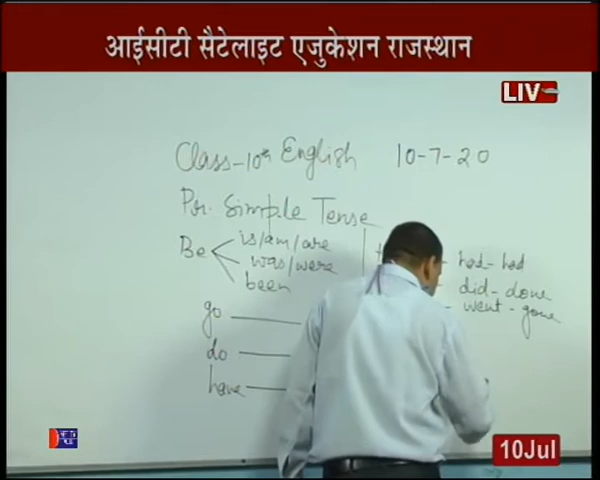 आईसीटी सैटेलाइट एजुकेशन राजस्थान
LIVE
Class-10th English 10-7-20
Pr. Simple Tense
Be is/am/are
was/were
been
had-had
did-done
went-gone
go
do
have
10Jul